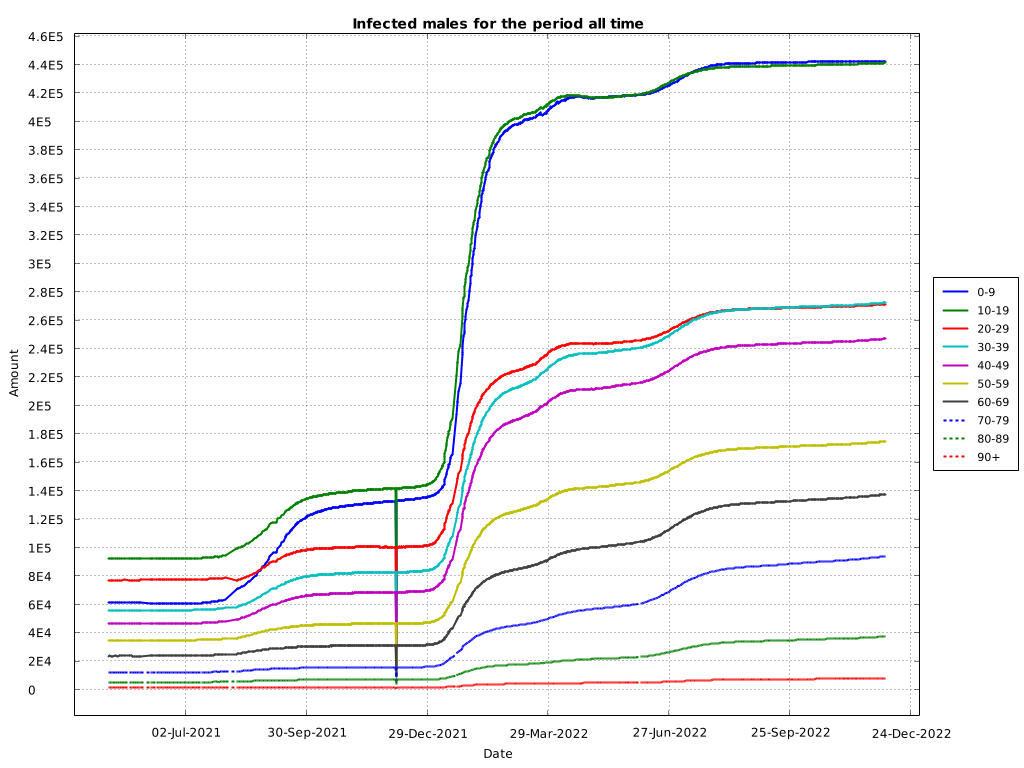 Infected males for the period all time
4.6E5
4.4E5
4.2E5
4E5
3.8E5
3.6E5
3.4E5
3.2E5
3E5
2.8E5
2.6E5
2.4E5
2.2E5
2E5
1.8E5
1.6E5
1.4E5
1.2E5
1E5
8E4
6E4
4E4
2E4
0
Amount
02-Jul-2021 30-Sep-2021 29-Dec-2021 29-Mar-2022 27-Jun-2022 25-Sep-2022 24-Dec-2022
Date
0-9
10-19
20-29
30-39
40-49
50-59
60-69
70-79
80-89
90+